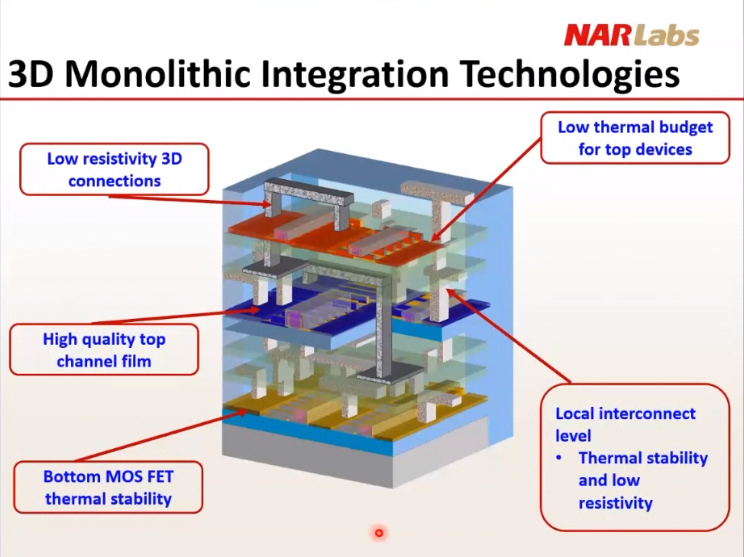 NARLabs
3D Monolithic Integration Technologies
Low resistivity 3D
connections
Low thermal budget
for top devices
High quality top
channel film
Local interconnect
level
• Thermal stability
and low
resistivity
Bottom MOS FET
thermal stability